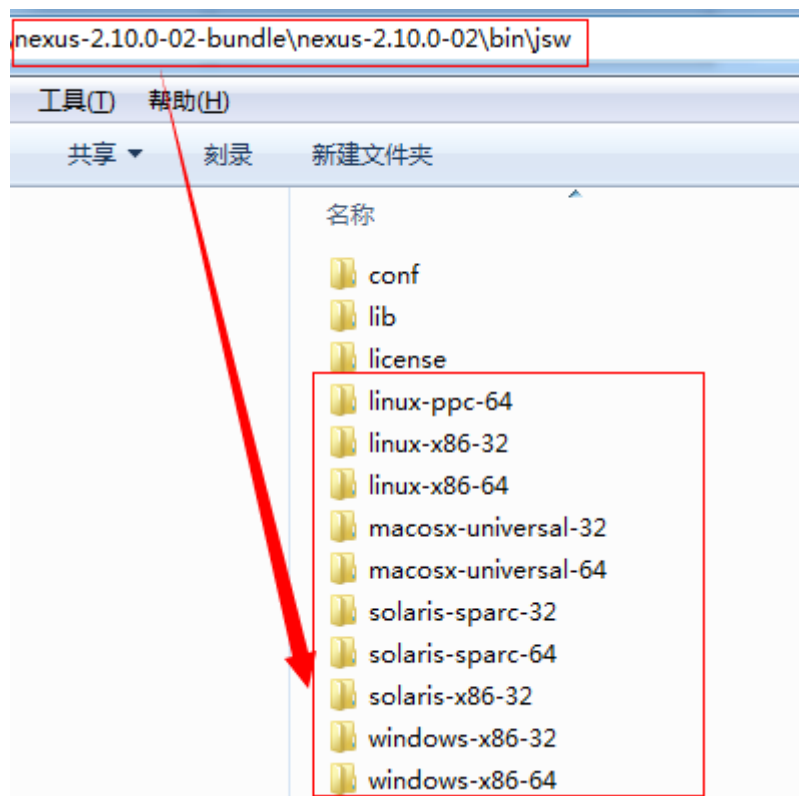 nexus-2.10.0-02-bundle\nexus-2.10.0-02\bin\jsw
工具(T) 帮助(H)
共享 刻录 新建文件夹
名称
conf
lib
license
linux-ppc-64
linux-x86-32
linux-x86-64
macosx-universal-32
macosx-universal-64
solaris-sparc-32
solaris-sparc-64
solaris-x86-32
windows-x86-32
windows-x86-64